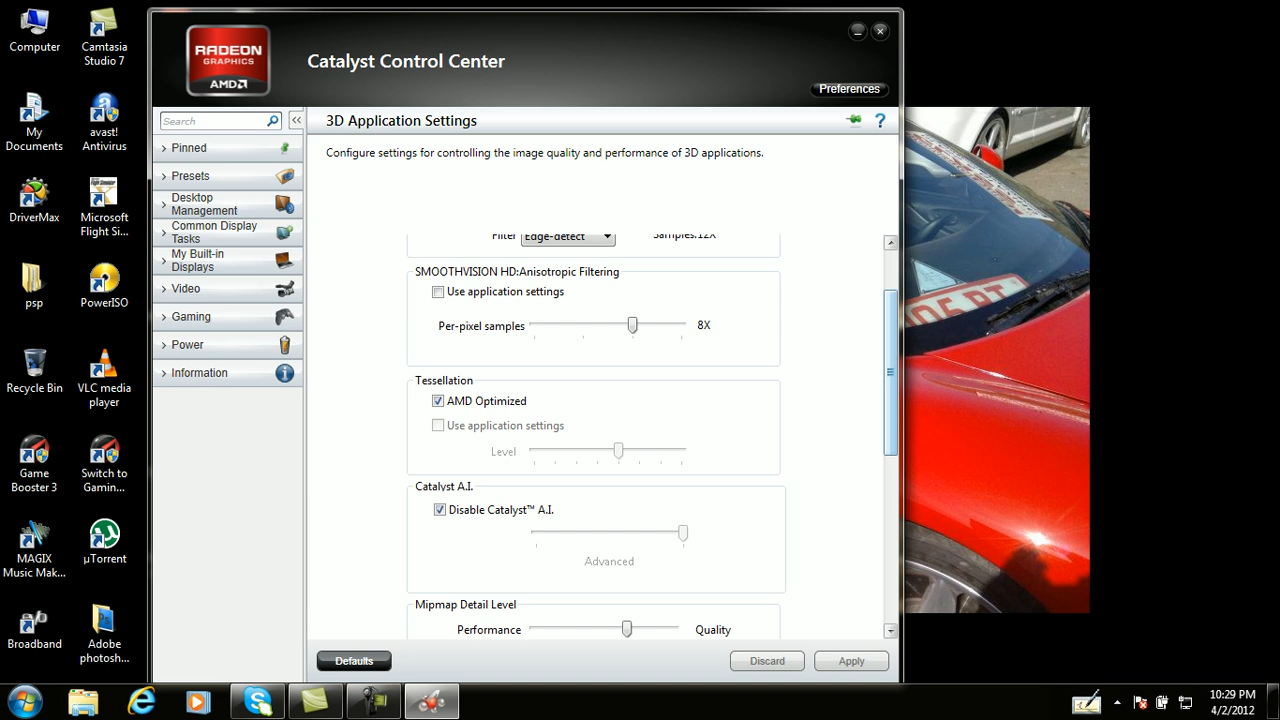 Computer
Camtasia
Studio 7
My
Documents
avast!
Antivirus
DriverMax
Microsoft
Flight Si...
psp
PowerISO
Recycle Bin
VLC media
player
Game
Booster 3
Switch to
Gamin...
MAGIX
Music Mak...
µTorrent
Broadband
Adobe
photosh...
RADEON
GRAPHICS
AMD
Catalyst Control Center
Preferences
Search
<<
Pinned
Presets
Desktop
Management
Common Display
Tasks
My Built-in
Displays
Video
Gaming
Power
Information
3D Application Settings
?
Configure settings for controlling the image quality and performance of 3D applications.
Filter Edge-detect Samples:12X
SMOOTHVISION HD:Anisotropic Filtering
Use application settings
Per-pixel samples 8X
Tessellation
AMD Optimized
Use application settings
Level
Catalyst A.I.
Disable Catalyst™ A.I.
Advanced
Mipmap Detail Level
Performance Quality
Defaults
Discard
Apply
10:29 PM
4/2/2012